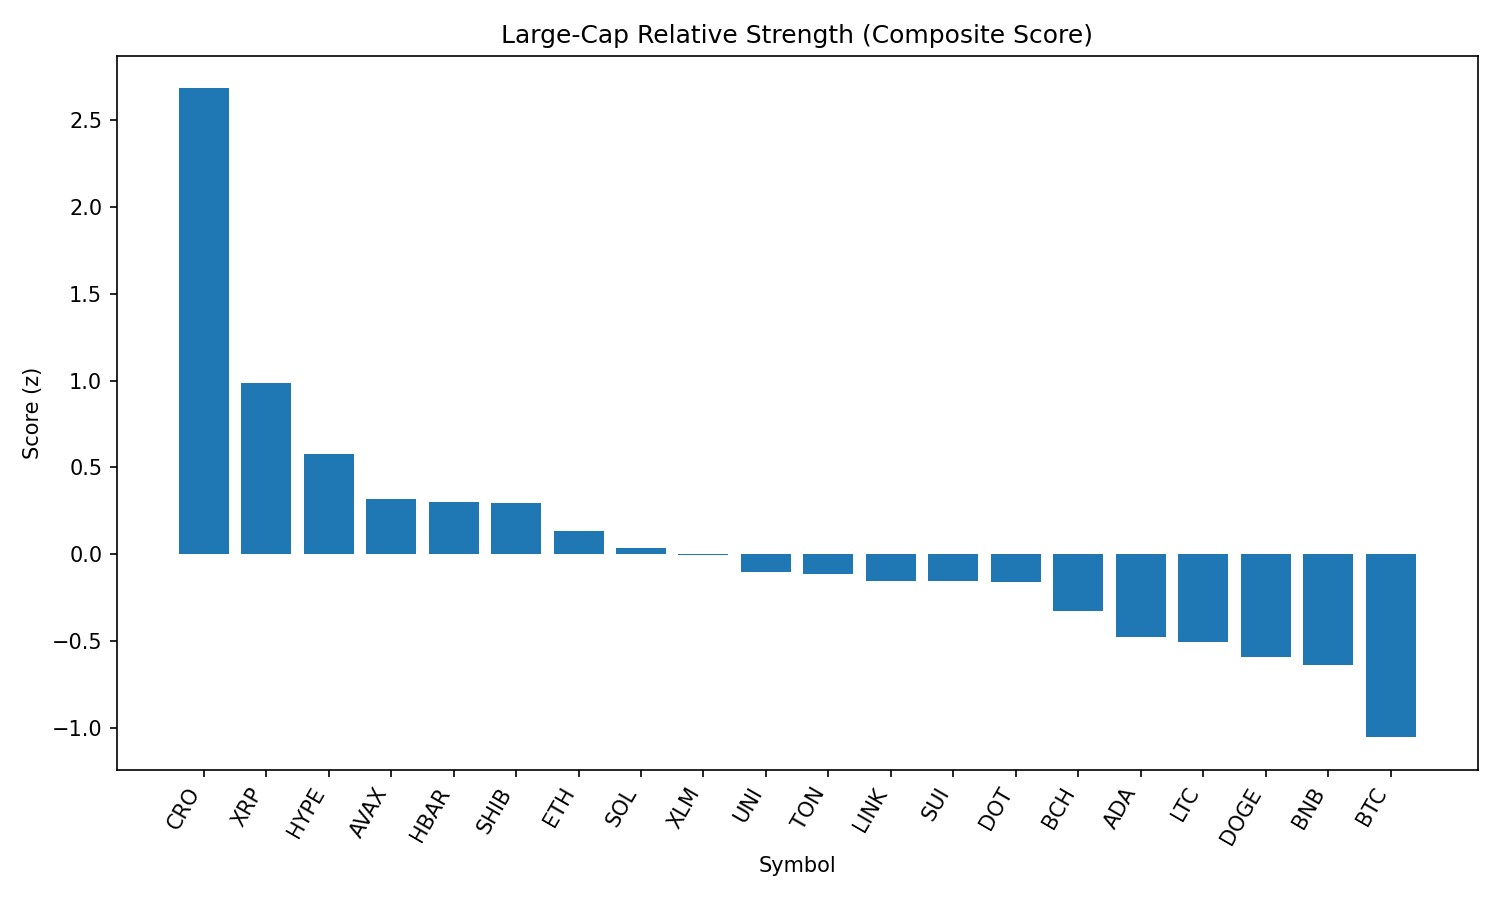 Large-Cap Relative Strength (Composite Score)
Score (z)
2.5
2.0
1.5
1.0
0.5
0.0
−0.5
−1.0
CRO
XRP
HYPE
AVAX
HBAR
SHIB
ETH
SOL
XLM
UNI
TON
LINK
SUI
DOT
BCH
ADA
LTC
DOGE
BNB
BTC
Symbol